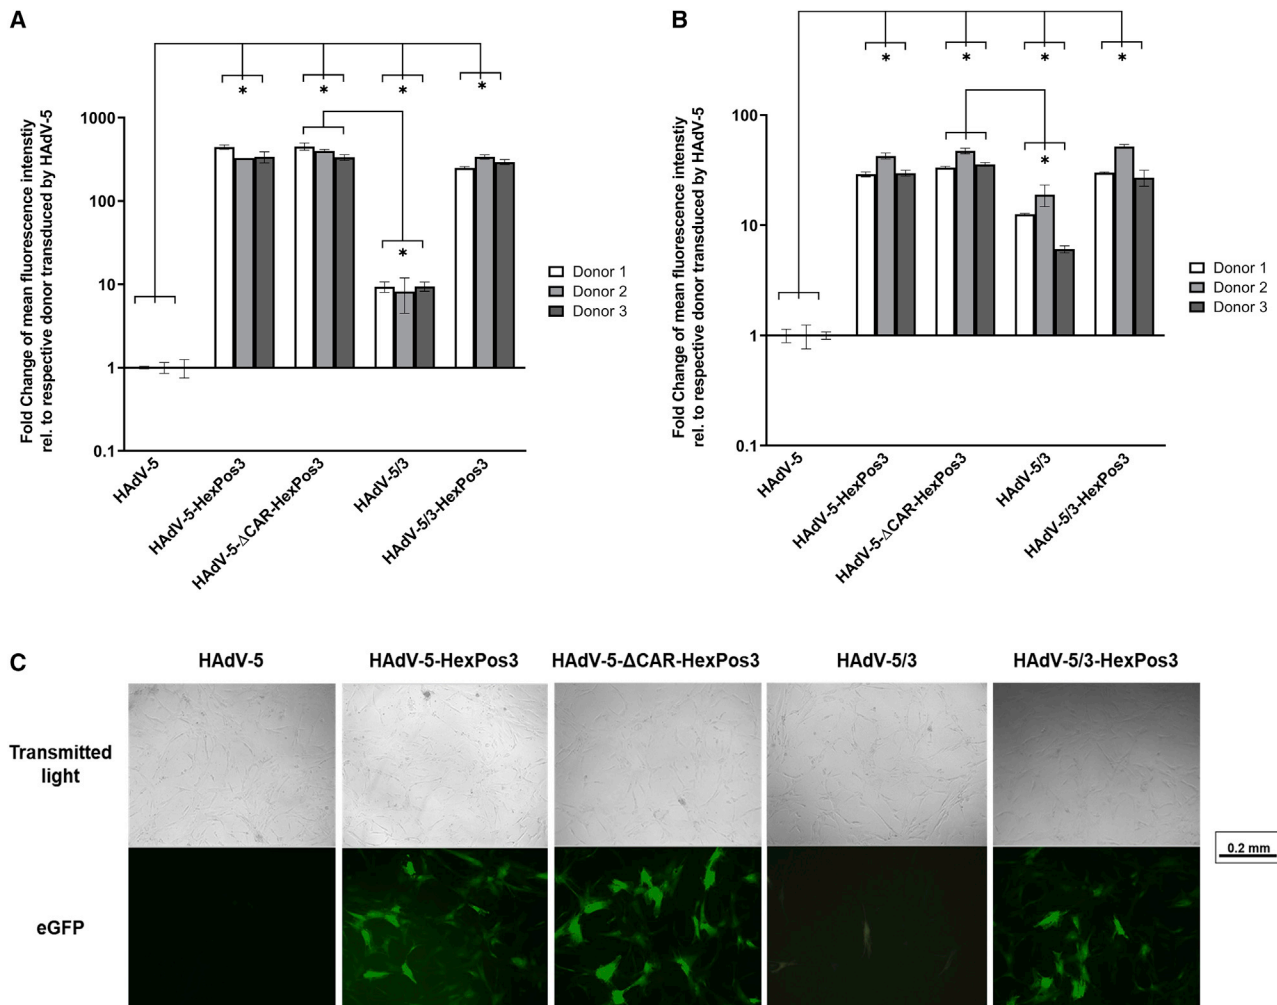 A
Fold Change of mean fluorescence intenstiy
rel. to respective donor transduced by HAdV-5
1000
100
10
1
0.1
*
*
*
*
*
HAdV-5
HAdV-5-HexPos3
HAdV-5-ΔCAR-HexPos3
HAdV-5/3
HAdV-5/3-HexPos3
Donor 1
Donor 2
Donor 3
B
Fold Change of mean fluorescence intensity
rel. to respective donor transduced by HAdV-5
100
10
1
0.1
*
*
*
*
*
HAdV-5
HAdV-5-HexPos3
HAdV-5-ΔCAR-HexPos3
HAdV-5/3
HAdV-5/3-HexPos3
Donor 1
Donor 2
Donor 3
C
HAdV-5
HAdV-5-HexPos3
HAdV-5-ΔCAR-HexPos3
HAdV-5/3
HAdV-5/3-HexPos3
Transmitted
light
eGFP
0.2 mm